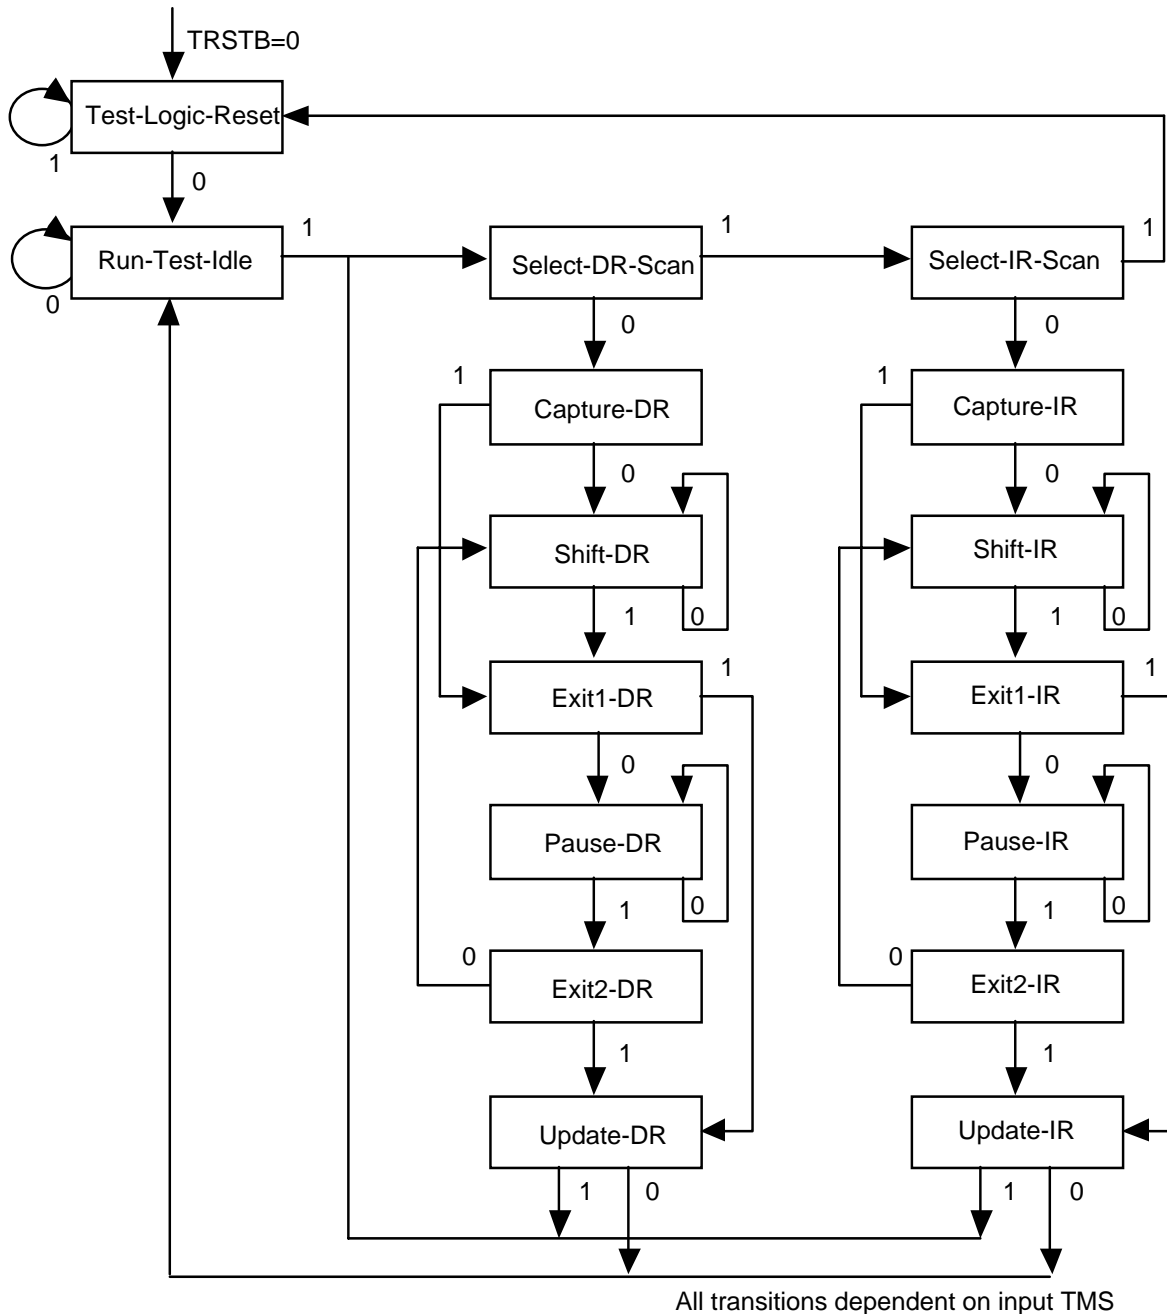 TRSTB=0
Test-Logic-Reset
1
0
Run-Test-Idle
1
0
Select-DR-Scan
1
Select-IR-Scan
1
0
0
1
Capture-DR
1
Capture-IR
0
0
Shift-DR
Shift-IR
1
0
1
0
Exit1-DR
1
Exit1-IR
1
0
0
Pause-DR
Pause-IR
1
0
1
0
0
Exit2-DR
0
Exit2-IR
1
1
Update-DR
Update-IR
1
0
1
0
All transitions dependent on input TMS